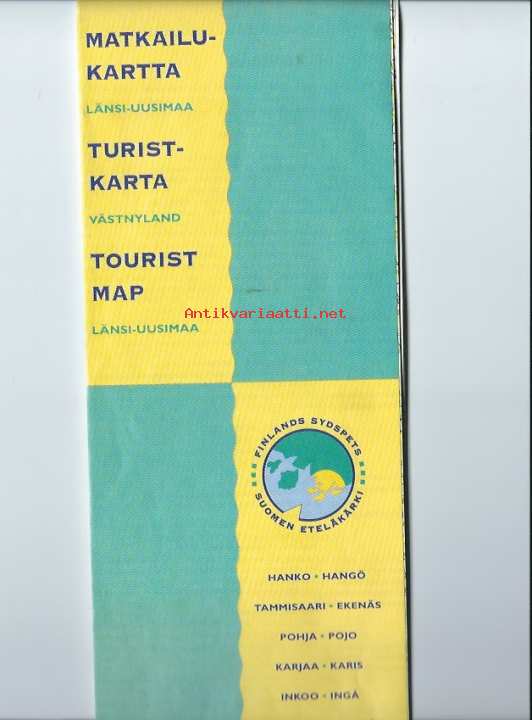 MATKAILU-
KARTTA
LÄNSI-UUSIMAA
TURIST-
KARTA
VÄSTNYLAND
TOURIST
MAP
LÄNSI-UUSIMAA
Antikvariaatti.net
FINLANDS SYDSPETS
SUOMEN ETELÄKÄRKI
HANKO • HANGÖ
TAMMISAARI • EKENÄS
POHJA • POJO
KARJAA • KARIS
INKOO • INGÅ